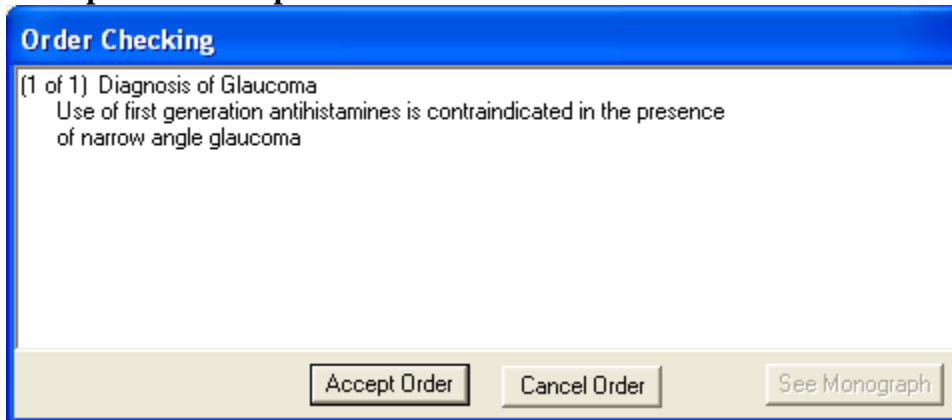 Order Checking
(1 of 1) Diagnosis of Glaucoma
Use of first generation antihistamines is contraindicated in the presence
of narrow angle glaucoma
Accept Order Cancel Order See Monograph